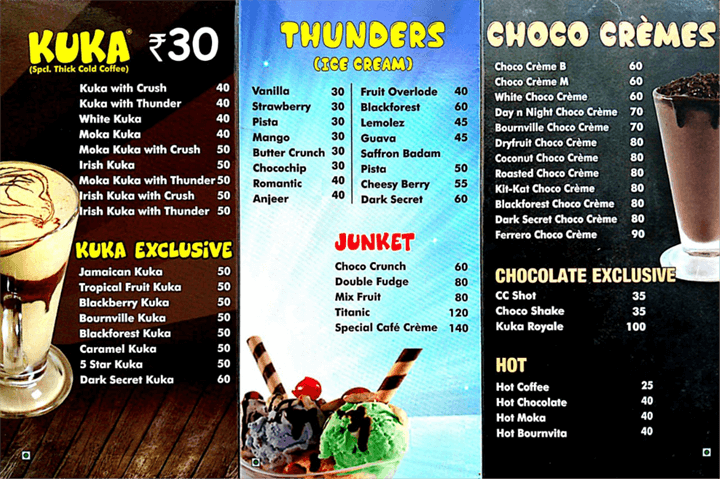 KUKA ₹30
(Spcl. Thick Cold Coffee)
Kuka with Crush 40
Kuka with Thunder 40
White Kuka 40
Moka Kuka 40
Moka Kuka with Crush 50
Irish Kuka 50
Moka Kuka with Thunder 50
Irish Kuka with Crush 50
Irish Kuka with Thunder 50
KUKA EXCLUSiVE
Jamaican Kuka 50
Tropical Fruit Kuka 50
Blackberry Kuka 50
Bournville Kuka 50
Blackforest Kuka 50
Caramel Kuka 50
5 Star Kuka 50
Dark Secret Kuka 60
THUNDERS
(ICE CREAM)
Vanilla 30
Strawberry 30
Pista 30
Mango 30
Butter Crunch 30
Chocochip 30
Romantic 40
Anjeer 40
Fruit Overlode 40
Blackforest 60
Lemolez 45
Guava 45
Saffron Badam
Pista 50
Cheesy Berry 55
Dark Secret 60
JUNKET
Choco Crunch 60
Double Fudge 80
Mix Fruit 80
Titanic 120
Special Café Crème 140
CHOCO CRÈMES
Choco Crème B 60
Choco Crème M 60
White Choco Crème 60
Day n Night Choco Crème 70
Bournville Choco Crème 70
Dryfruit Choco Crème 80
Coconut Choco Crème 80
Roasted Choco Crème 80
Kit-Kat Choco Crème 80
Blackforest Choco Crème 80
Dark Secret Choco Crème 80
Ferrero Choco Crème 90
CHOCOLATE EXCLUSIVE
CC Shot 35
Choco Shake 35
Kuka Royale 100
HOT
Hot Coffee 25
Hot Chocolate 40
Hot Moka 40
Hot Bournvita 40